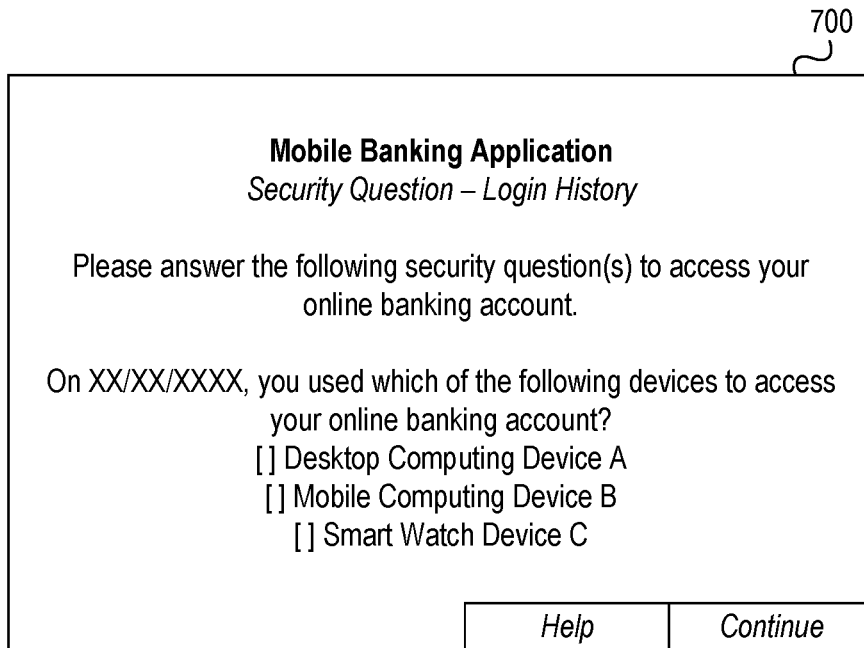 700
Mobile Banking Application
Security Question – Login History
Please answer the following security question(s) to access your
online banking account.
On XX/XX/XXXX, you used which of the following devices to access
your online banking account?
[ ] Desktop Computing Device A
[ ] Mobile Computing Device B
[ ] Smart Watch Device C
Help Continue